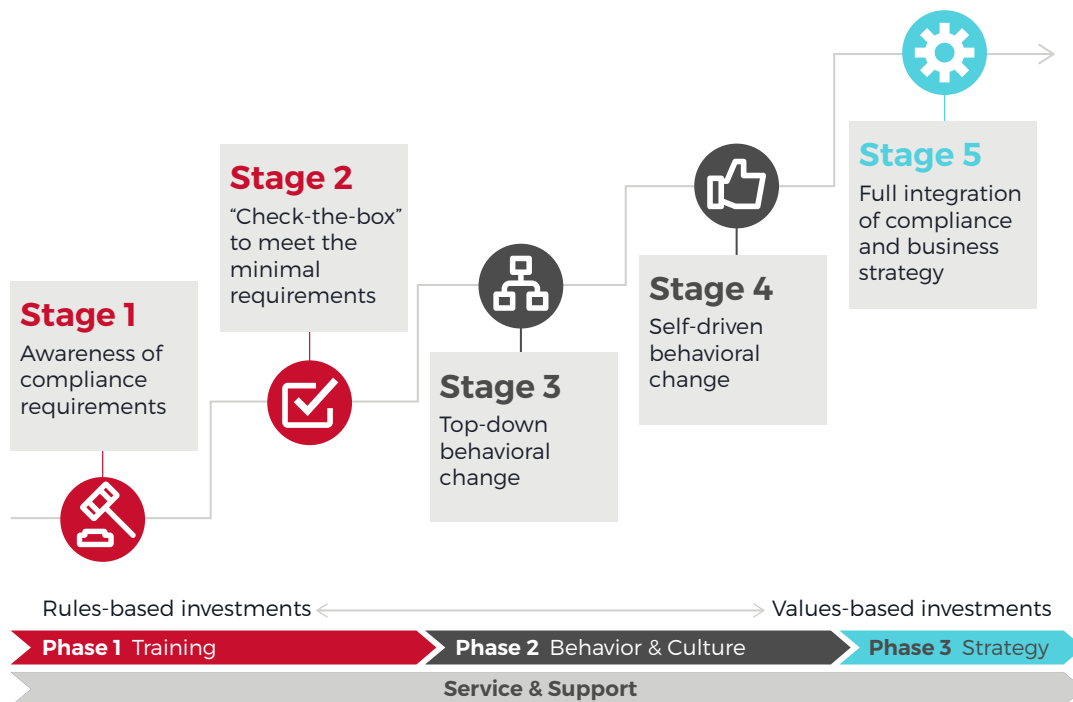 Stage 1
Awareness of
compliance
requirements
Stage 2
“Check-the-box”
to meet the
minimal
requirements
Stage 3
Top-down
behavioral
change
Stage 4
Self-driven
behavioral
change
Stage 5
Full integration
of compliance
and business
strategy
Rules-based investments
Values-based investments
Phase 1 Training
Phase 2 Behavior & Culture
Phase 3 Strategy
Service & Support